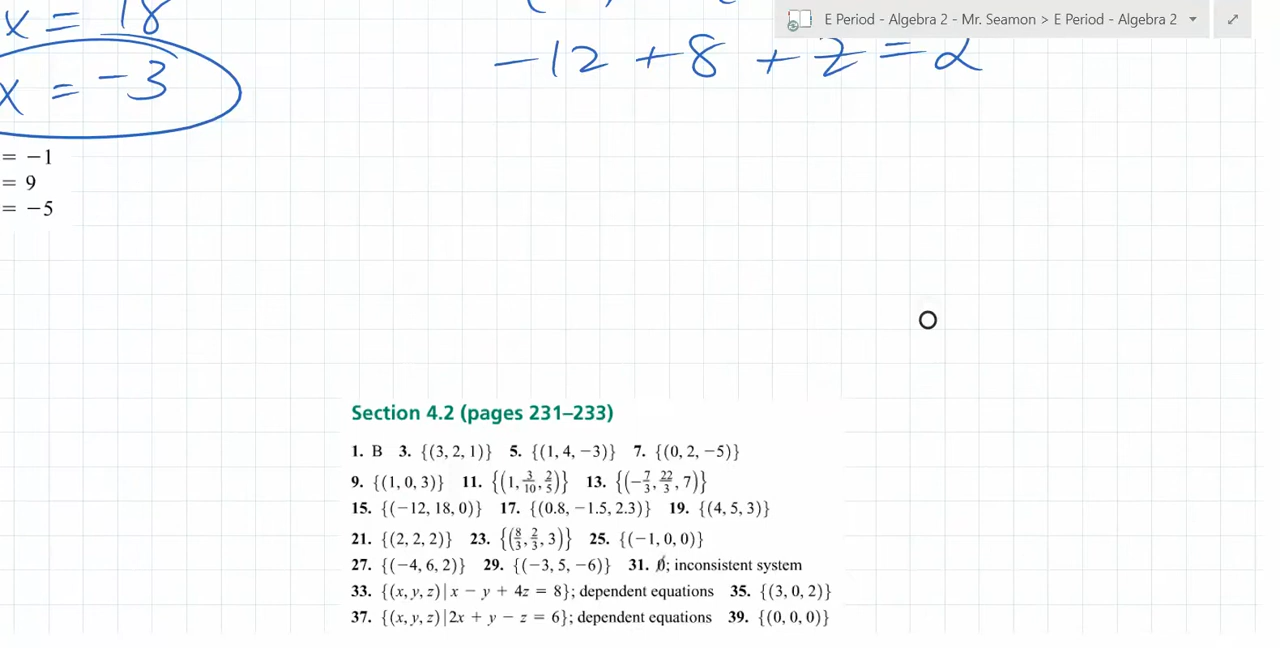 E Period - Algebra 2 - Mr. Seamon > E Period - Algebra 2
x = 18
-12 + 8 + z = 2
x = -3
= −1
= 9
= −5
Section 4.2 (pages 231–233)
1. B 3. {(3, 2, 1)} 5. {(1, 4, −3)} 7. {(0, 2, −5)}
9. {(1, 0, 3)} 11. {(1, 3/10, 2/5)} 13. {(−7/3, 22/3, 7)}
15. {(−12, 18, 0)} 17. {(0.8, −1.5, 2.3)} 19. {(4, 5, 3)}
21. {(2, 2, 2)} 23. {(8/3, 2/3, 3)} 25. {(−1, 0, 0)}
27. {(−4, 6, 2)} 29. {(−3, 5, −6)} 31. ∅; inconsistent system
33. {(x, y, z)|x − y + 4z = 8}; dependent equations 35. {(3, 0, 2)}
37. {(x, y, z)|2x + y − z = 6}; dependent equations 39. {(0, 0, 0)}